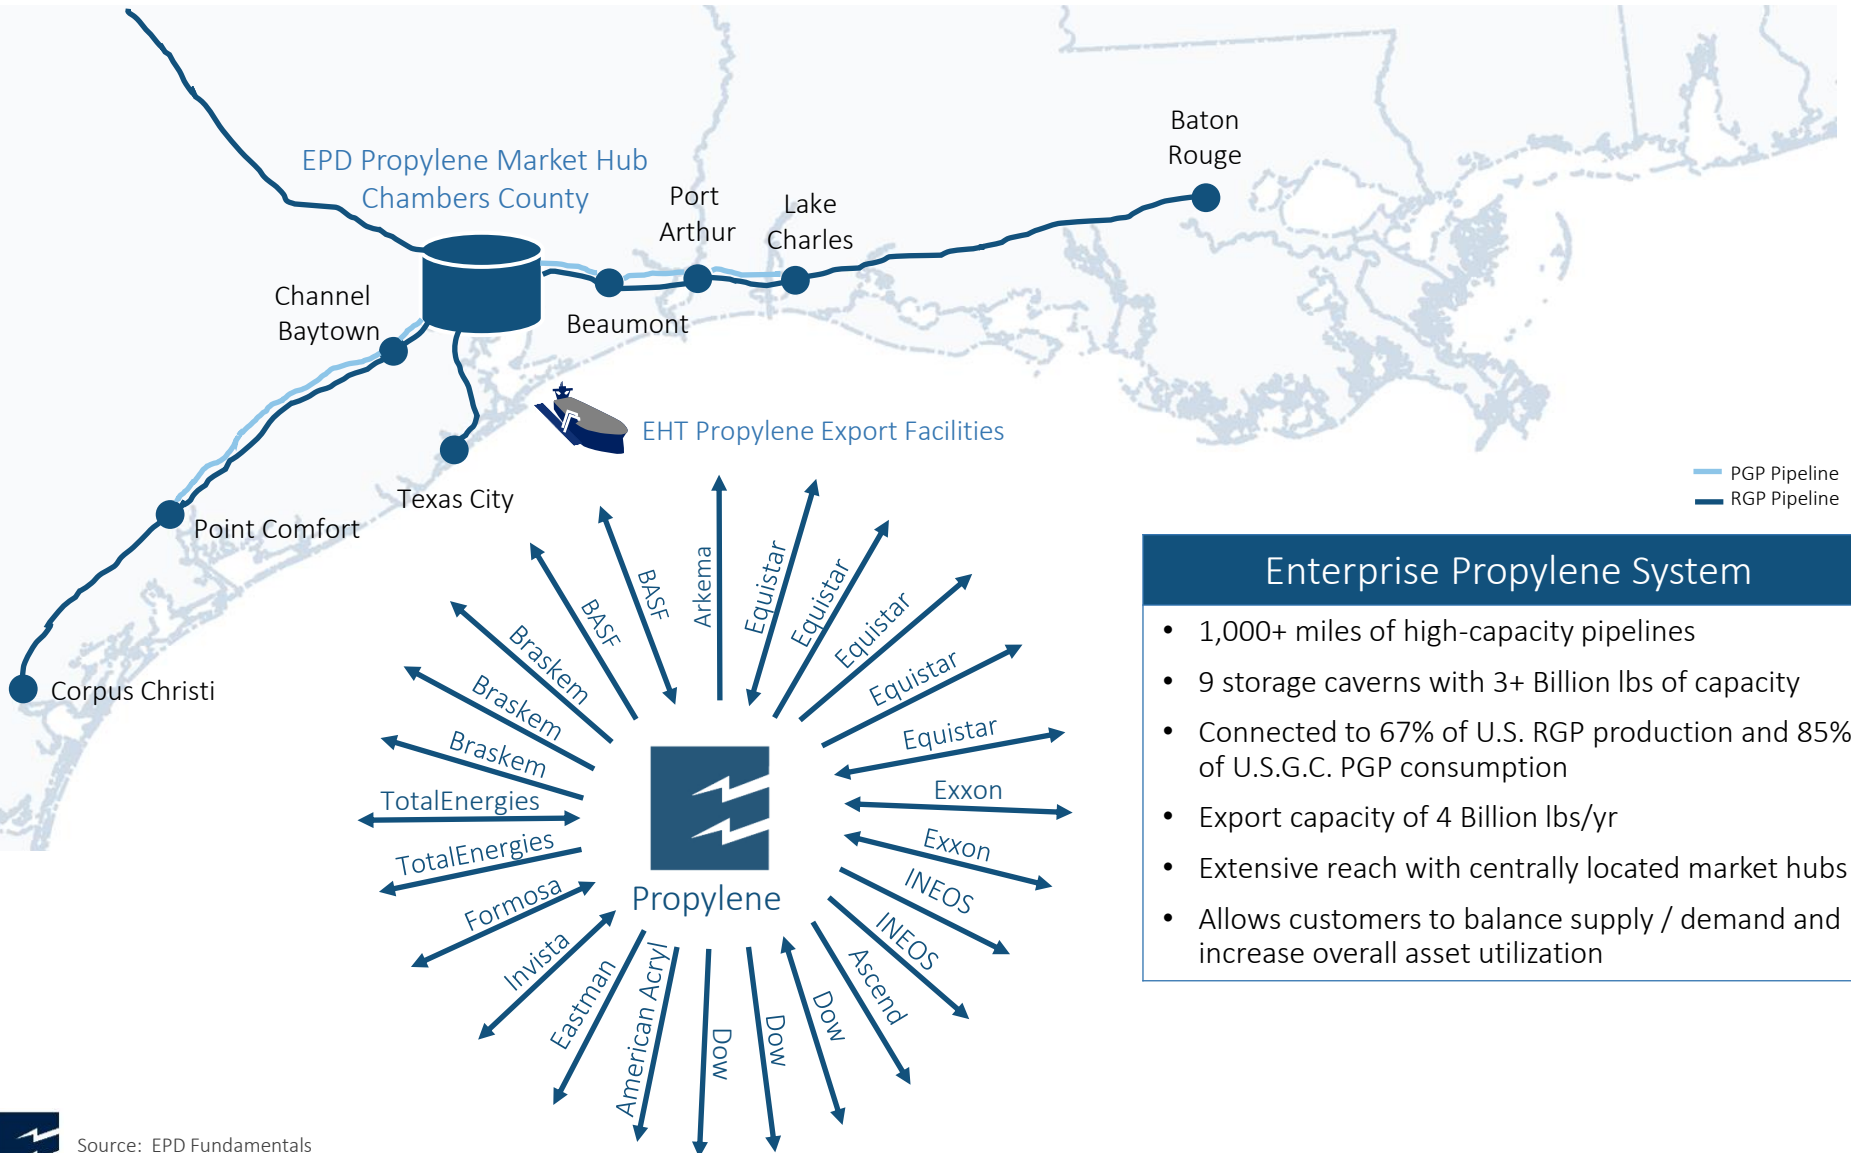 EPD Propylene Market Hub
Chambers County
Baton
Rouge
Port
Arthur
Lake
Charles
Channel
Baytown
Beaumont
EHT Propylene Export Facilities
Texas City
Point Comfort
Corpus Christi
PGP Pipeline
RGP Pipeline
Enterprise Propylene System
• 1,000+ miles of high-capacity pipelines
• 9 storage caverns with 3+ Billion lbs of capacity
• Connected to 67% of U.S. RGP production and 85%
of U.S.G.C. PGP consumption
• Export capacity of 4 Billion lbs/yr
• Extensive reach with centrally located market hubs
• Allows customers to balance supply / demand and
increase overall asset utilization
Arkema
Equistar
Equistar
Equistar
Equistar
Equistar
Exxon
Exxon
INEOS
INEOS
Ascend
Dow
Dow
Dow
American Acryl
Eastman
Invista
Formosa
TotalEnergies
TotalEnergies
Braskem
Braskem
Braskem
BASF
BASF
Propylene
Source: EPD Fundamentals